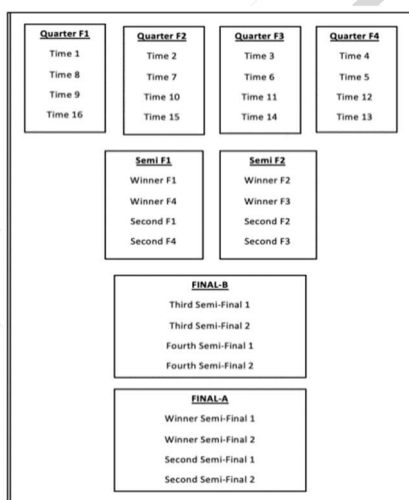 Quarter F1
Time 1
Time 8
Time 9
Time 16
Quarter F2
Time 2
Time 7
Time 10
Time 15
Quarter F3
Time 3
Time 6
Time 11
Time 14
Quarter F4
Time 4
Time 5
Time 12
Time 13
Semi F1
Winner F1
Winner F4
Second F1
Second F4
Semi F2
Winner F2
Winner F3
Second F2
Second F3
FINAL-B
Third Semi-Final 1
Third Semi-Final 2
Fourth Semi-Final 1
Fourth Semi-Final 2
FINAL-A
Winner Semi-Final 1
Winner Semi-Final 2
Second Semi-Final 1
Second Semi-Final 2